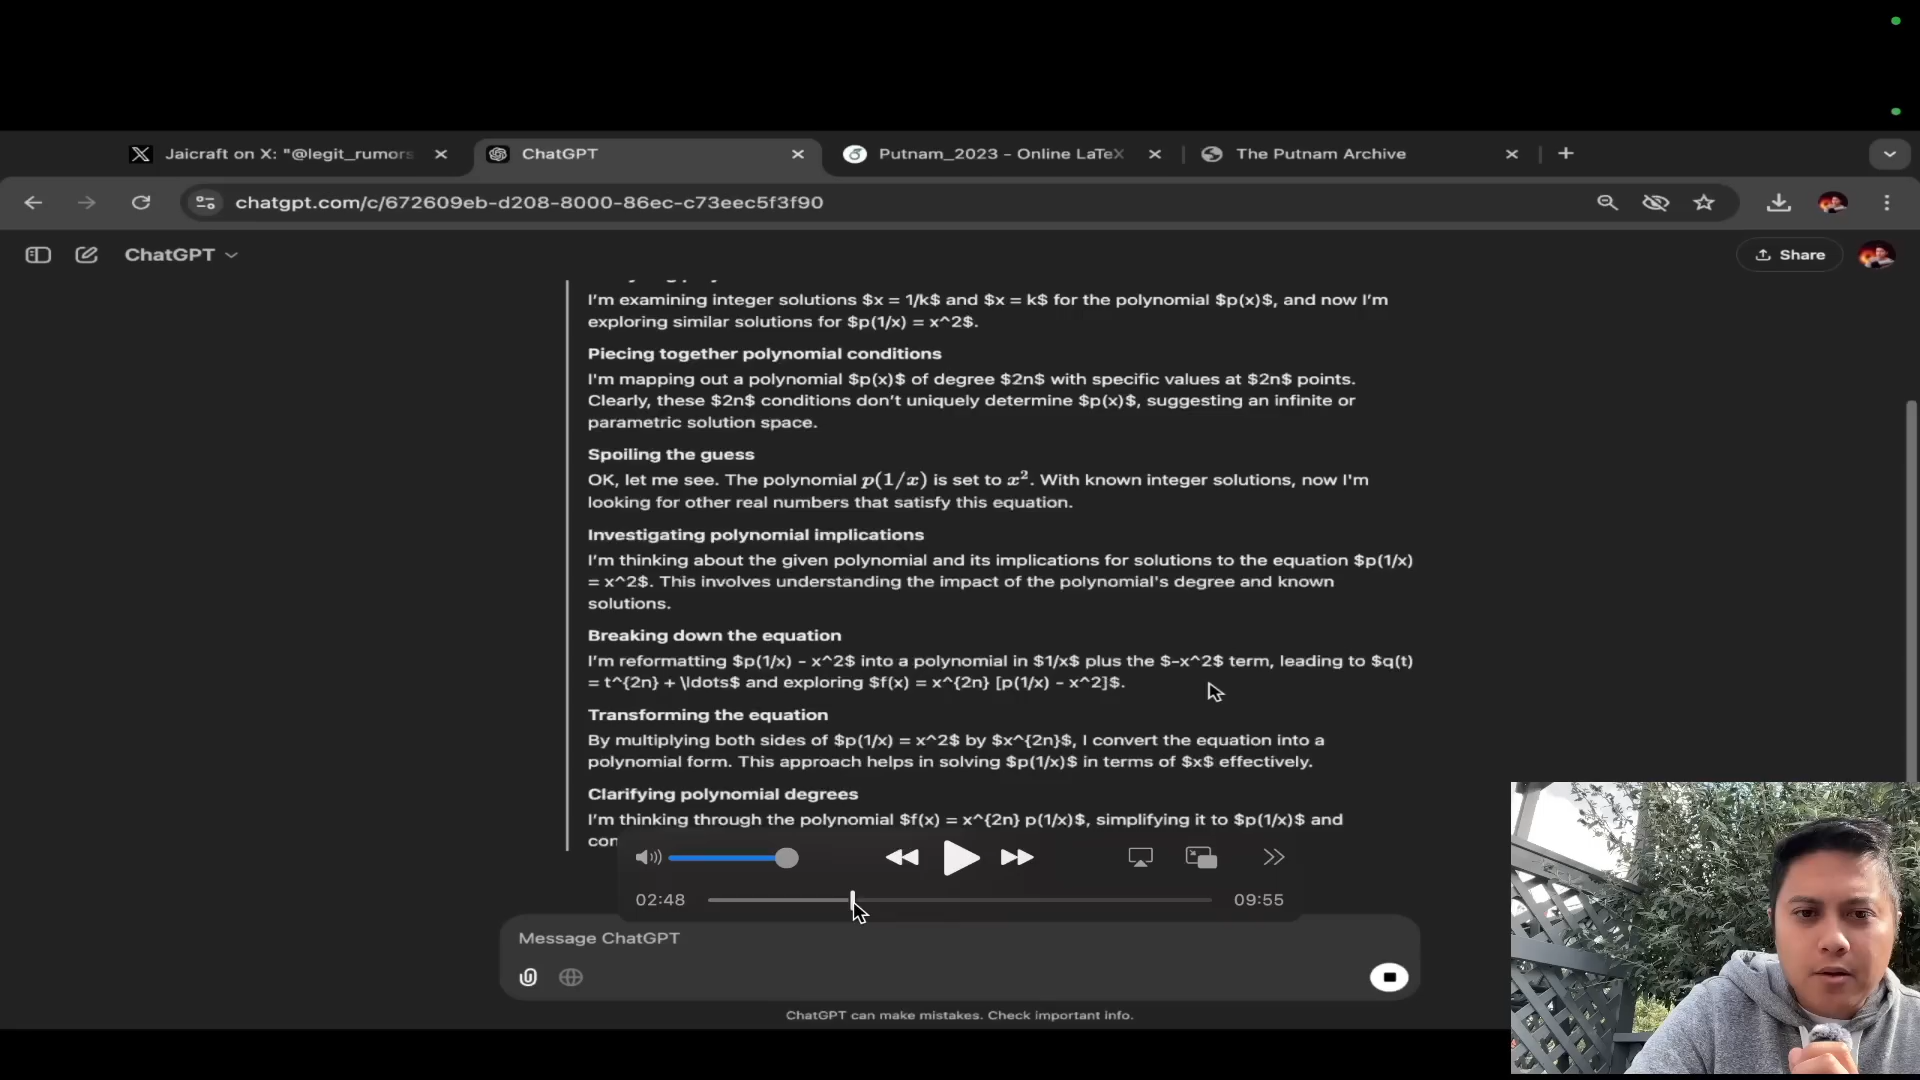 Jaicraft on X: "@legit_rumors
ChatGPT
Putnam_2023 - Online LaTeX
The Putnam Archive
chatgpt.com/c/672609eb-d208-8000-86ec-c73eec5f3f90
ChatGPT
Share
I'm examining integer solutions $x = 1/k$ and $x = k$ for the polynomial $p(x)$, and now I'm
exploring similar solutions for $p(1/x) = x^2$.
Piecing together polynomial conditions
I'm mapping out a polynomial $p(x)$ of degree $2n$ with specific values at $2n$ points.
Clearly, these $2n$ conditions don't uniquely determine $p(x)$, suggesting an infinite or
parametric solution space.
Spoiling the guess
OK, let me see. The polynomial p(1/x) is set to x². With known integer solutions, now I'm
looking for other real numbers that satisfy this equation.
Investigating polynomial implications
I'm thinking about the given polynomial and its implications for solutions to the equation $p(1/x)
= x^2$. This involves understanding the impact of the polynomial's degree and known
solutions.
Breaking down the equation
I'm reformatting $p(1/x) - x^2$ into a polynomial in $1/x$ plus the $-x^2$ term, leading to $q(t)
= t^{2n} + \ldots$ and exploring $f(x) = x^{2n} [p(1/x) - x^2]$.
Transforming the equation
By multiplying both sides of $p(1/x) = x^2$ by $x^{2n}$, I convert the equation into a
polynomial form. This approach helps in solving $p(1/x)$ in terms of $x$ effectively.
Clarifying polynomial degrees
I'm thinking through the polynomial $f(x) = x^{2n} p(1/x)$, simplifying it to $p(1/x)$ and
02:48
09:55
Message ChatGPT
ChatGPT can make mistakes. Check important info.